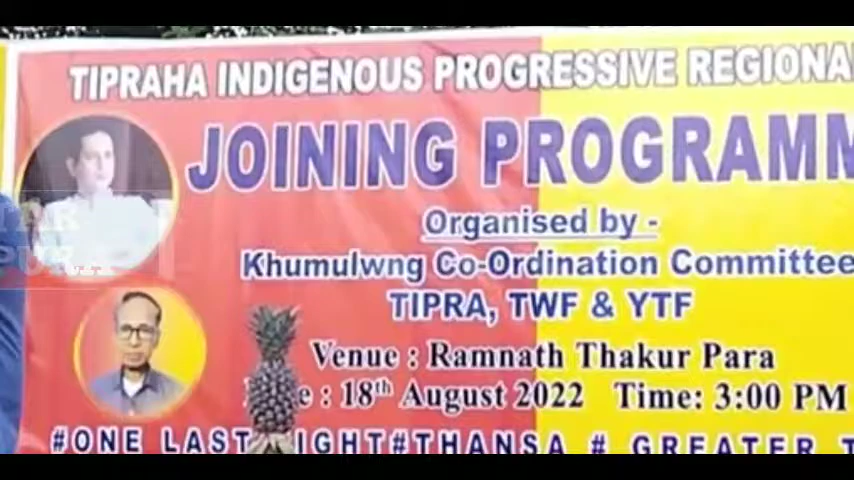 TIPRAHA INDIGENOUS PROGRESSIVE REGIONA
JOINING PROGRAMM
Organised by -
Khumulwng Co-Ordination Committee
TIPRA, TWF & YTF
Venue : Ramnath Thakur Para
e : 18th August 2022 Time: 3:00 PM
#ONE LAST IGHT#THANSA # GREATER T